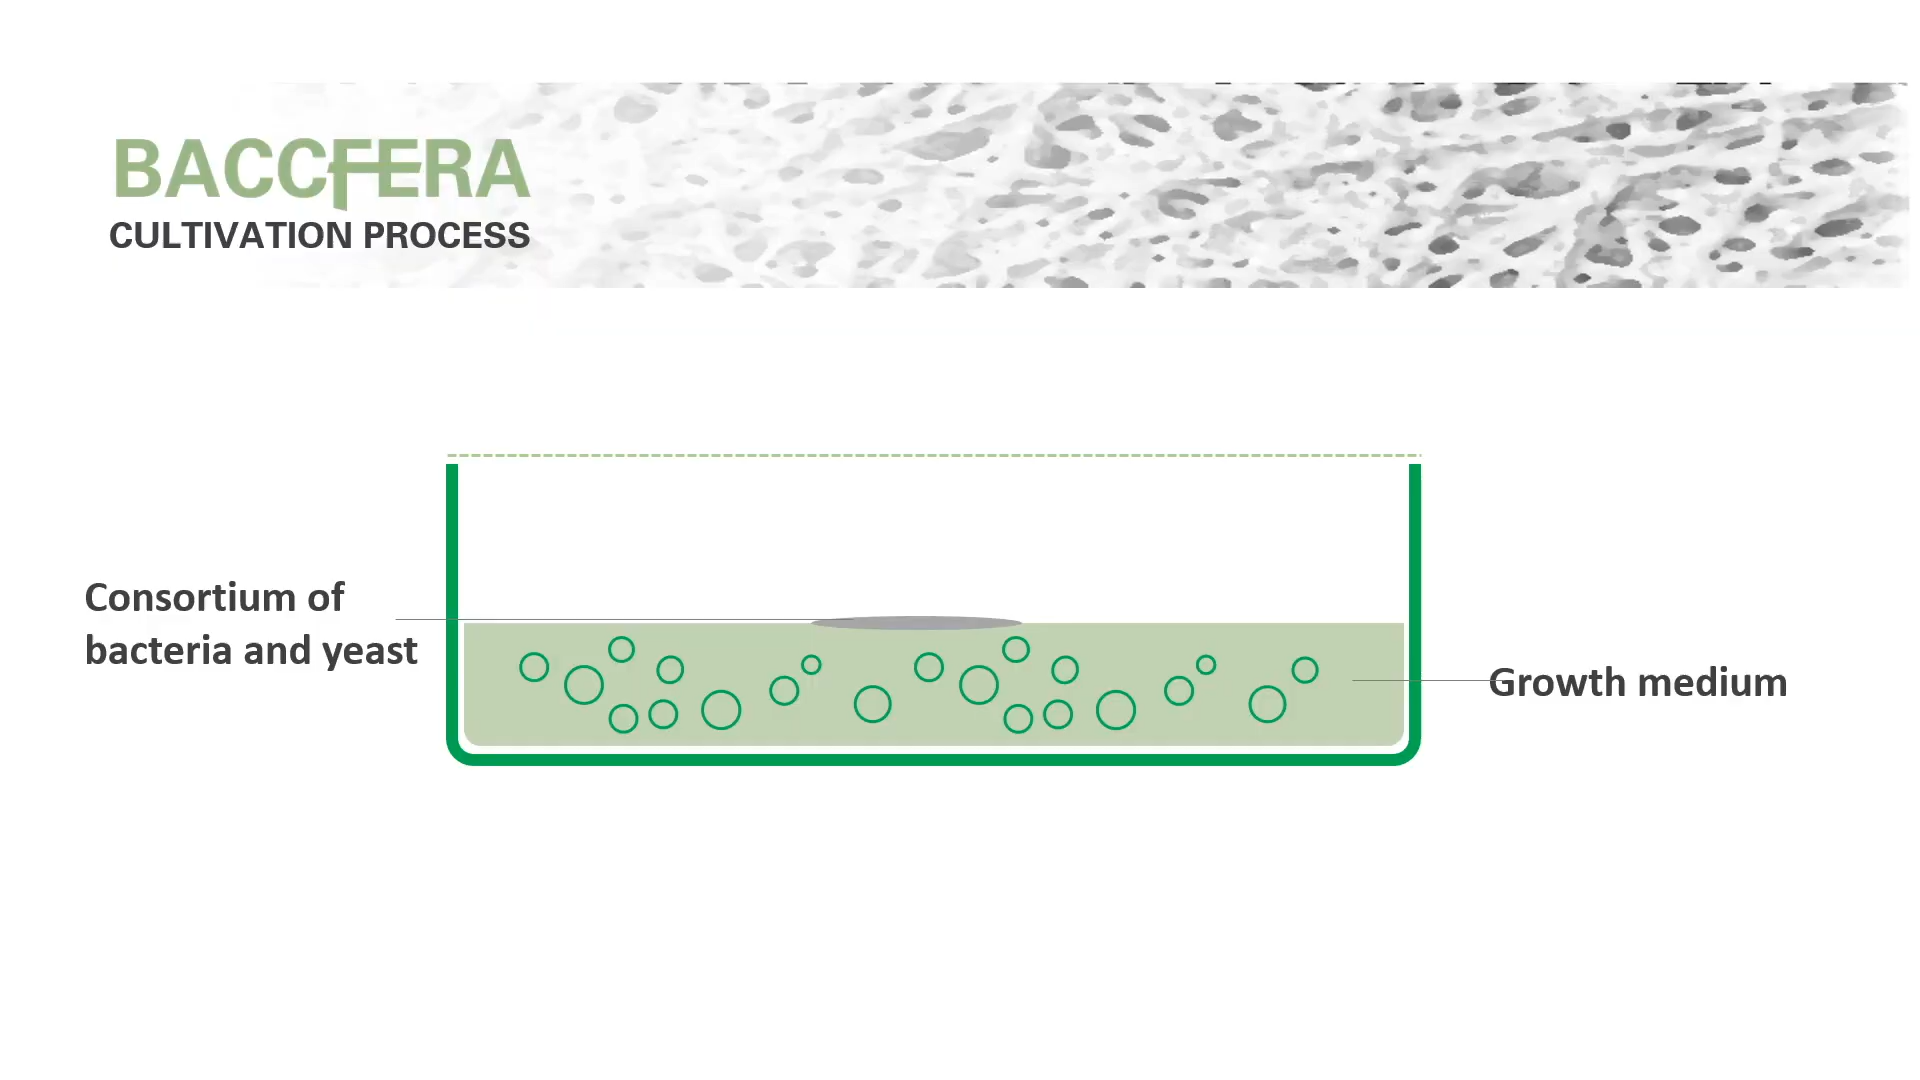 BACCFERA
CULTIVATION PROCESS
Consortium of
bacteria and yeast
Growth medium